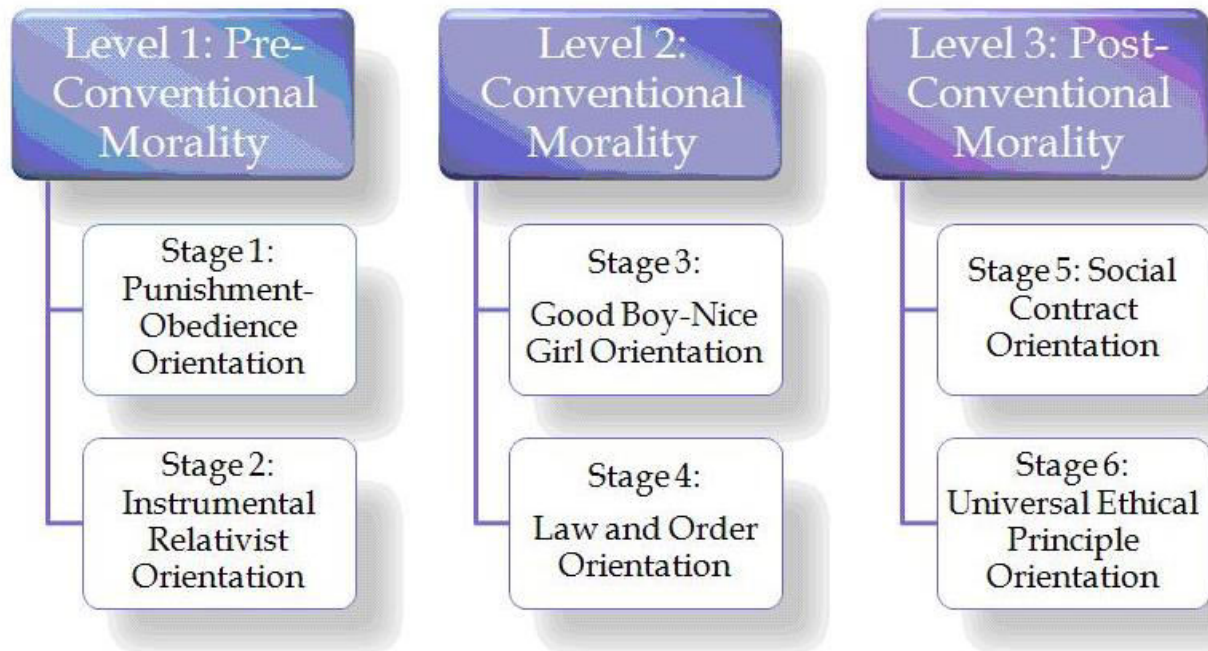 Level 1: Pre-
Conventional
Morality
Stage 1:
Punishment-
Obedience
Orientation
Stage 2:
Instrumental
Relativist
Orientation
Level 2:
Conventional
Morality
Stage 3:
Good Boy-Nice
Girl Orientation
Stage 4:
Law and Order
Orientation
Level 3: Post-
Conventional
Morality
Stage 5: Social
Contract
Orientation
Stage 6:
Universal Ethical
Principle
Orientation